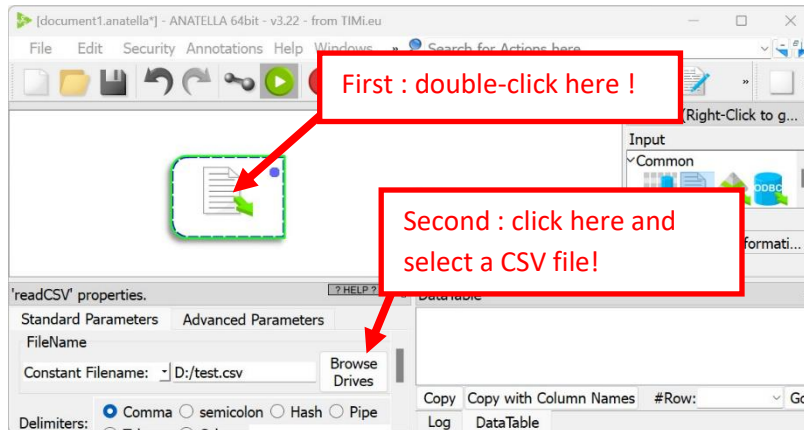 [document1.anatella*] - ANATELLA 64bit - v3.22 - from TIMi.eu
File Edit Security Annotations Help Windows » Search for Actions here
First : double-click here !
»
(Right-Click to g...
Input
Common
ODBC
Second : click here and
select a CSV file!
formati...
'readCSV' properties.
? HELP ?
DataTable
Standard Parameters Advanced Parameters
FileName
Constant Filename: D:/test.csv
Browse
Drives
Copy Copy with Column Names #Row: Go
Delimiters: Comma semicolon Hash Pipe
Log DataTable